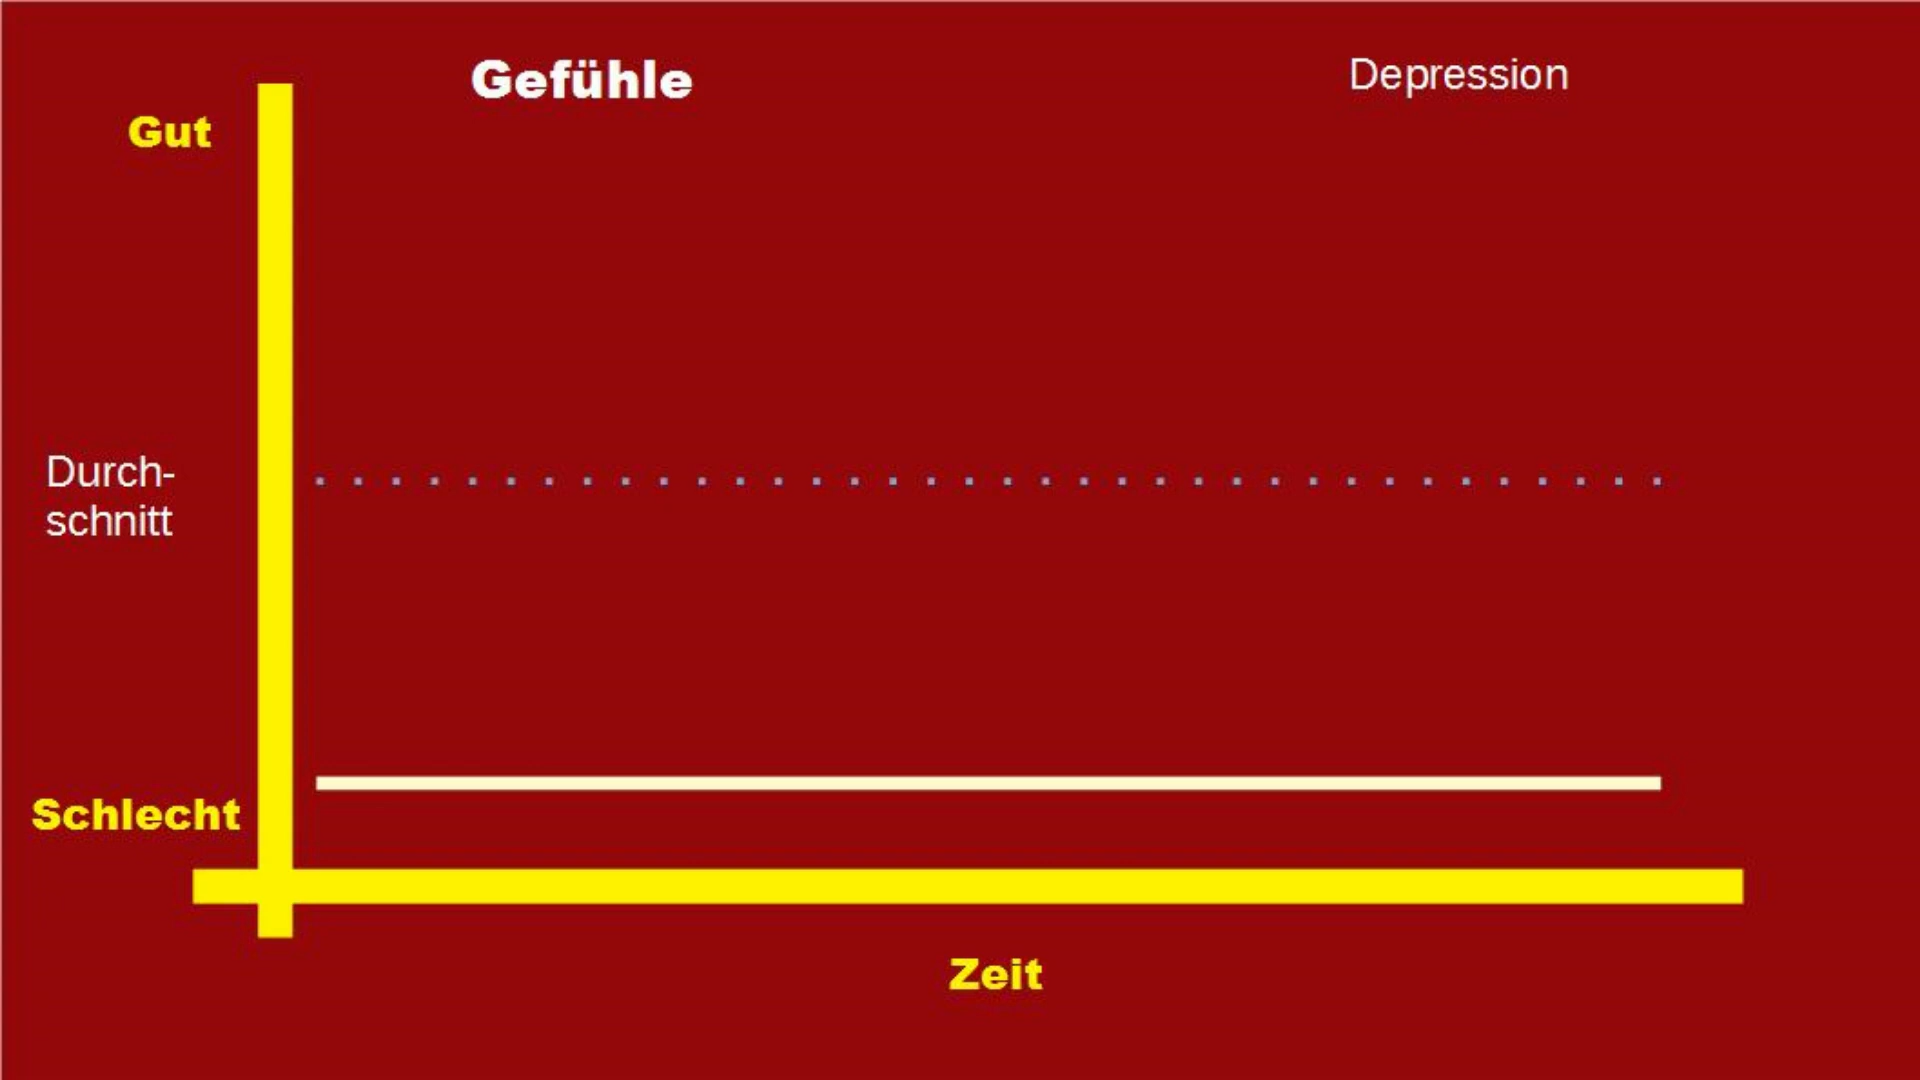 Gefühle
Depression
Gut
Durch-
schnitt
Schlecht
Zeit